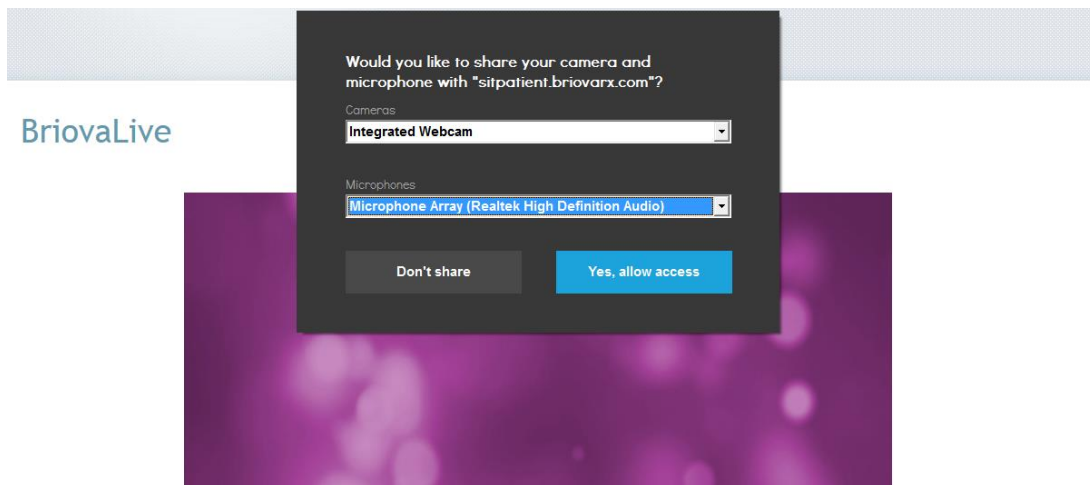 Would you like to share your camera and
microphone with "sitpatient.briovarx.com"?
Cameras
Integrated Webcam
BriovaLive
Microphones
Microphone Array (Realtek High Definition Audio)
Don't share
Yes, allow access